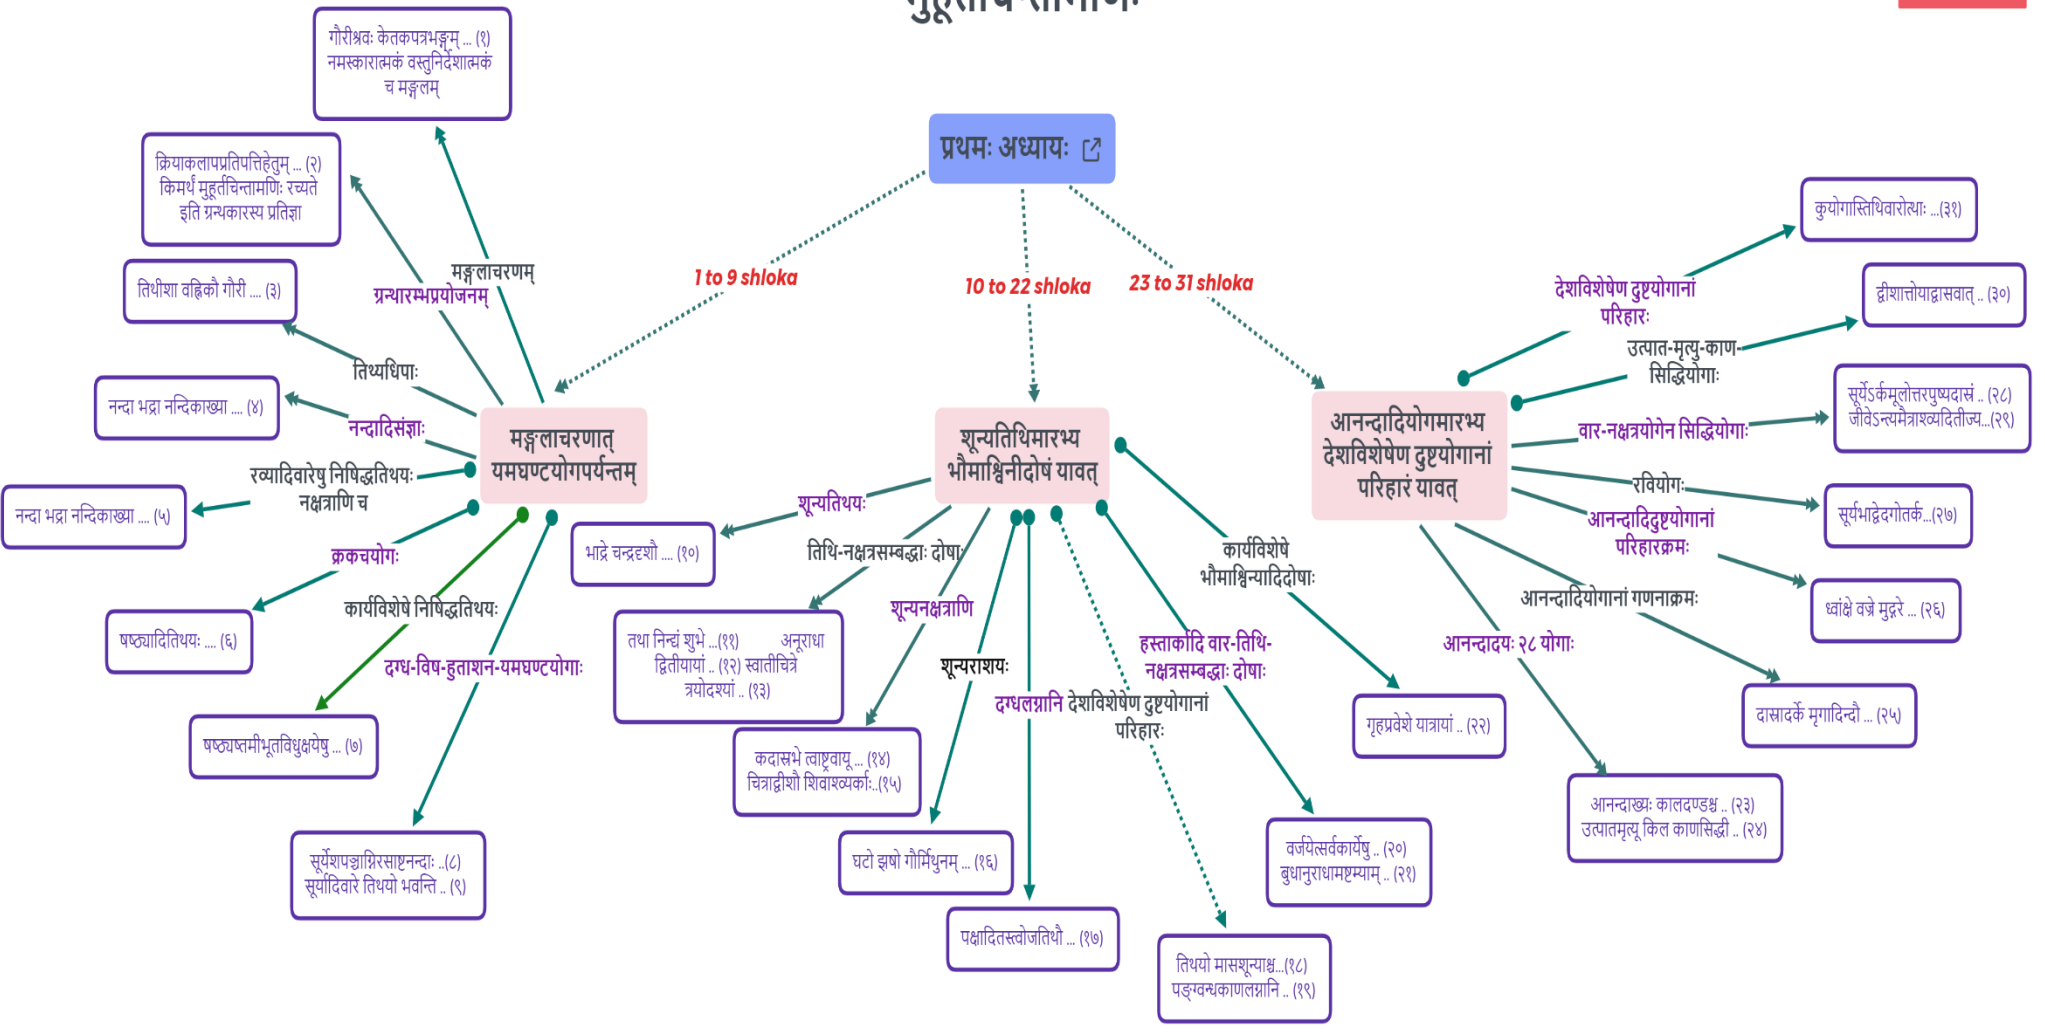 मुहूर्तचिन्तामणिः
प्रथमः अध्यायः
1 to 9 shloka
10 to 22 shloka
23 to 31 shloka
मङ्गलाचरणात्
यमघण्टयोगपर्यन्तम्
मङ्गलाचरणम्
गौरीश्रवः केतकपत्रभङ्गम् ... (१)
नमस्कारात्मकं वस्तुनिर्देशात्मकं
च मङ्गलम्
ग्रन्थारम्भप्रयोजनम्
क्रियाकलापप्रतिपत्तिहेतुम् ... (२)
किमर्थं मुहूर्तचिन्तामणिः रच्यते
इति ग्रन्थकारस्य प्रतिज्ञा
तिथ्यधिपाः
तिथीशा वह्निकौ गौरी .... (३)
नन्दादिसंज्ञाः
नन्दा भद्रा नन्दिकाख्या .... (४)
रव्यादिवारेषु निषिद्धतिथयः
नक्षत्राणि च
नन्दा भद्रा नन्दिकाख्या .... (५)
क्रकचयोगः
षष्ठ्यादितिथयः .... (६)
कार्यविशेषे निषिद्धतिथयः
षष्ठ्यष्तमीभूतविधुक्षयेषु ... (७)
दग्ध-विष-हुताशन-यमघण्टयोगाः
सूर्येशपञ्चाग्निरसाष्टनन्दाः ..(८)
सूर्यादिवारे तिथयो भवन्ति .. (९)
शून्यतिथिमारभ्य
भौमाश्विनीदोषं यावत्
शून्यतिथयः
भाद्रे चन्द्रदृशौ .... (१०)
तिथि-नक्षत्रसम्बद्धाः दोषाः
तथा निन्द्यं शुभे ...(११) अनूराधा
द्वितीयायां .. (१२) स्वातीचित्रे
त्रयोदश्यां .. (१३)
शून्यनक्षत्राणि
कदास्रभे त्वाष्ट्रवायू ... (१४)
चित्राद्वीशौ शिवाश्व्यर्काः..(१५)
शून्यराशयः
घटो झषो गौर्मिथुनम् ... (१६)
दग्धलग्नानि
पक्षादितस्त्वोजतिथौ ... (१७)
देशविशेषेण दुष्टयोगानां
परिहारः
तिथयो मासशून्याश्च...(१८)
पङ्ग्वन्धकाणलग्नानि .. (१९)
हस्तार्कादि वार-तिथि-
नक्षत्रसम्बद्धाः दोषाः
वर्जयेत्सर्वकार्येषु .. (२०)
बुधानुराधामष्टम्याम् .. (२१)
कार्यविशेषे
भौमाश्विन्यादिदोषाः
गृहप्रवेशे यात्रायां .. (२२)
आनन्दादियोगमारभ्य
देशविशेषेण दुष्टयोगानां
परिहारं यावत्
देशविशेषेण दुष्टयोगानां
परिहारः
कुयोगास्तिथिवारोत्थाः ...(३१)
उत्पात-मृत्यु-काण-
सिद्धियोगाः
द्वीशात्तोयाद्वासवात् .. (३०)
वार-नक्षत्रयोगेन सिद्धियोगाः
सूर्येऽर्कमूलोत्तरपुष्यदास्रं .. (२८)
जीवेऽन्त्यमैत्राश्व्यदितीज्य...(२९)
रवियोगः
सूर्यभाद्वेदगोतर्क...(२७)
आनन्दादिदुष्टयोगानां
परिहारक्रमः
ध्वांक्षे वज्रे मुद्गरे ... (२६)
आनन्दादियोगानां गणनाक्रमः
दास्रादर्के मृगादिन्दौ ... (२५)
आनन्दादयः २८ योगाः
आनन्दाख्यः कालदण्डश्च .. (२३)
उत्पातमृत्यू किल काणसिद्धी .. (२४)